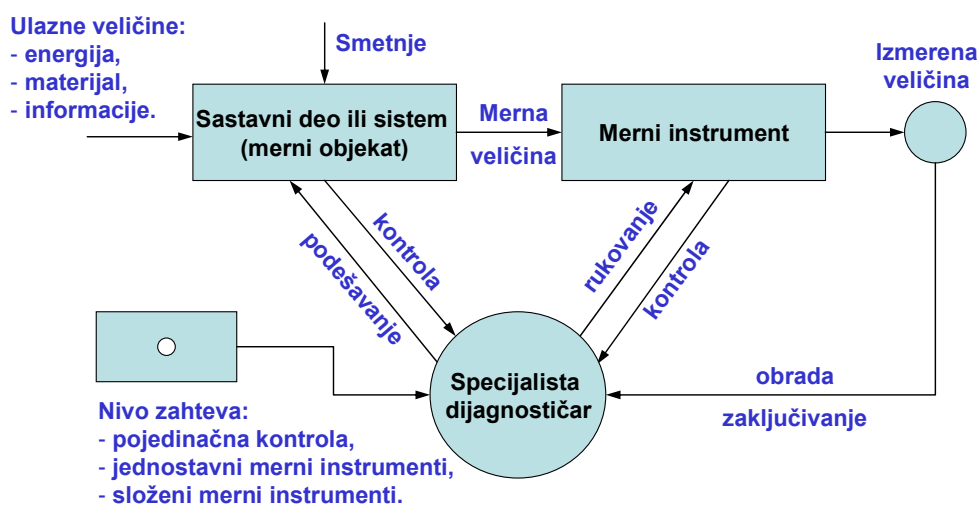 Ulazne veličine:
- energija,
- materijal,
- informacije.
Smetnje
Izmerena
veličina
Sastavni deo ili sistem
(merni objekat)
Merna
veličina
Merni instrument
kontrola
podešavanje
rukovanje
kontrola
Specijalista
dijagnostičar
obrada
zaključivanje
Nivo zahteva:
- pojedinačna kontrola,
- jednostavni merni instrumenti,
- složeni merni instrumenti.